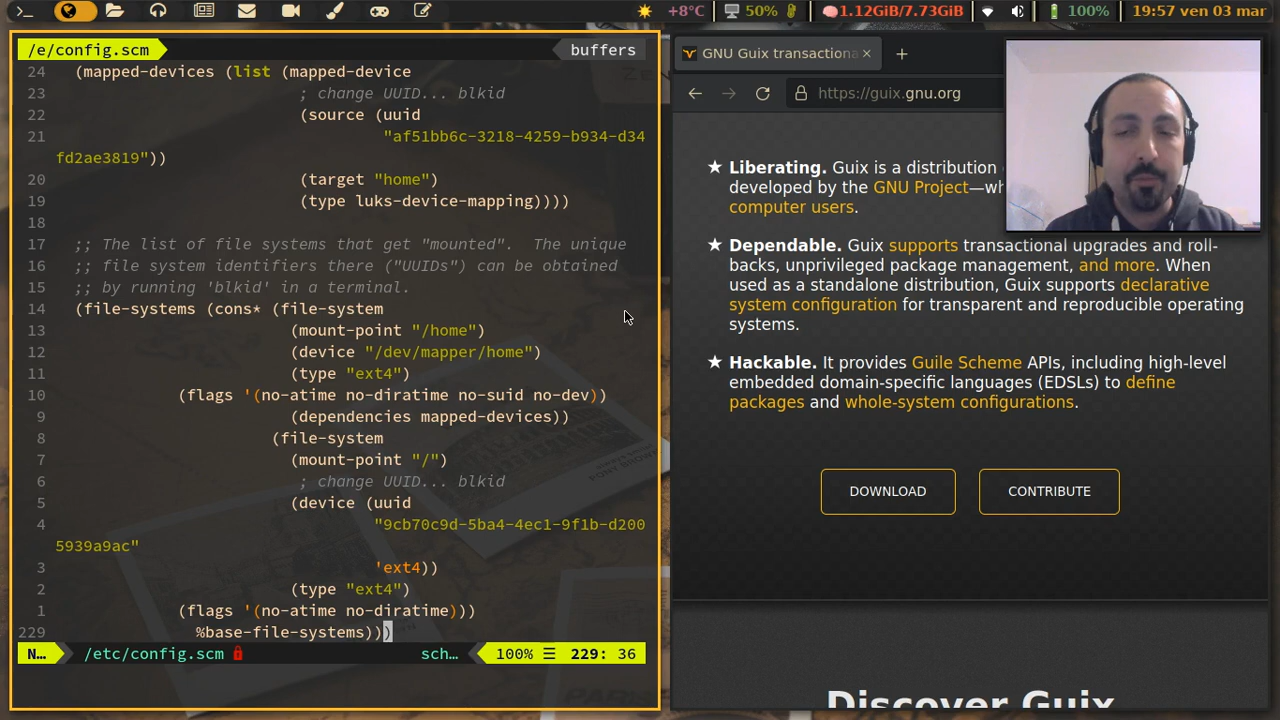 +8°C 50% 1.12GiB/7.73GiB 100% 19:57 ven 03 mar
/e/config.scm buffers
24 (mapped-devices (list (mapped-device
23 ; change UUID... blkid
22 (source (uuid
21 "af51bb6c-3218-4259-b934-d34
fd2ae3819"))
20 (target "home")
19 (type luks-device-mapping))))
18
17 ;; The list of file systems that get "mounted". The unique
16 ;; file system identifiers there ("UUIDs") can be obtained
15 ;; by running 'blkid' in a terminal.
14 (file-systems (cons* (file-system
13 (mount-point "/home")
12 (device "/dev/mapper/home")
11 (type "ext4")
10 (flags '(no-atime no-diratime no-suid no-dev))
9 (dependencies mapped-devices))
8 (file-system
7 (mount-point "/")
6 ; change UUID... blkid
5 (device (uuid
4 "9cb70c9d-5ba4-4ec1-9f1b-d200
5939a9ac"
3 'ext4))
2 (type "ext4")
1 (flags '(no-atime no-diratime)))
229 %base-file-systems)))
N… /etc/config.scm sch… 100% ☰ 229: 36
GNU Guix transactiona × +
https://guix.gnu.org
★ Liberating. Guix is a distribution
developed by the GNU Project—wh
computer users.
★ Dependable. Guix supports transactional upgrades and roll-
backs, unprivileged package management, and more. When
used as a standalone distribution, Guix supports declarative
system configuration for transparent and reproducible operating
systems.
★ Hackable. It provides Guile Scheme APIs, including high-level
embedded domain-specific languages (EDSLs) to define
packages and whole-system configurations.
DOWNLOAD CONTRIBUTE
Discover Guix